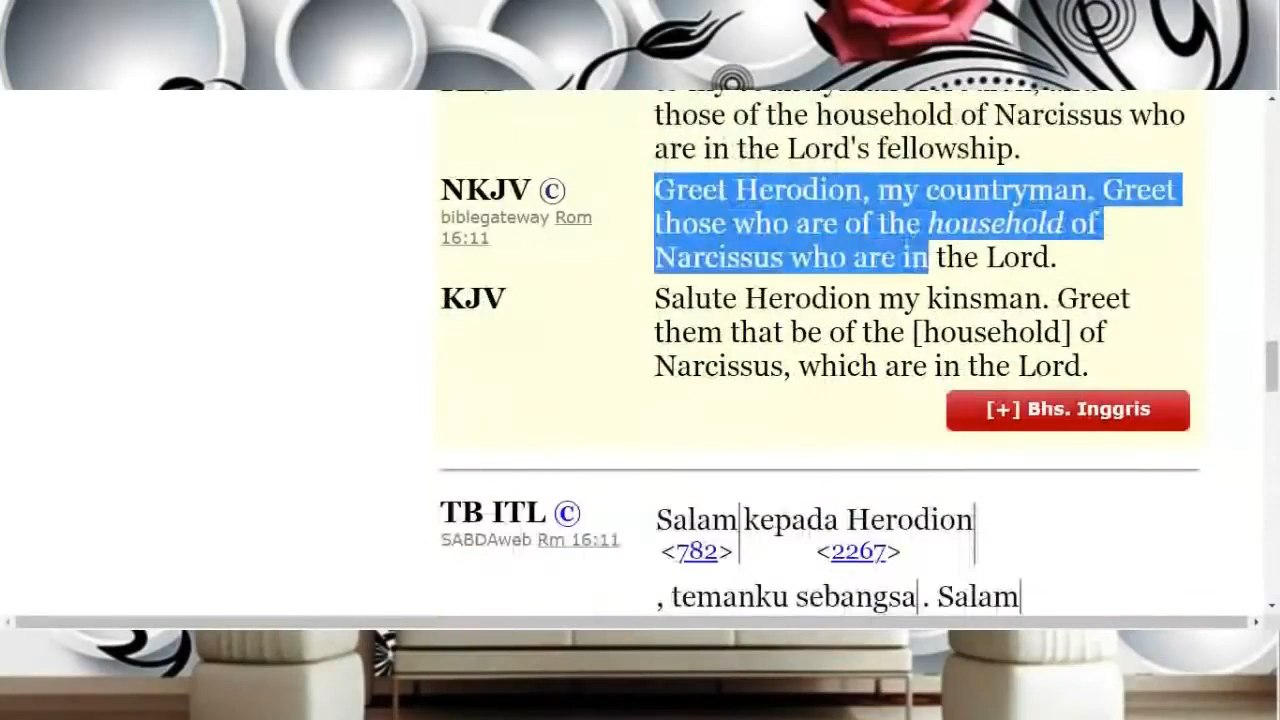 those of the household of Narcissus who
are in the Lord's fellowship.
NKJV ©
biblegateway Rom
16:11
Greet Herodion, my countryman. Greet
those who are of the household of
Narcissus who are in the Lord.
KJV
Salute Herodion my kinsman. Greet
them that be of the [household] of
Narcissus, which are in the Lord.
[+] Bhs. Inggris
TB ITL ©
SABDAweb Rm 16:11
Salam kepada Herodion
<782> <2267>
, temanku sebangsa . Salam